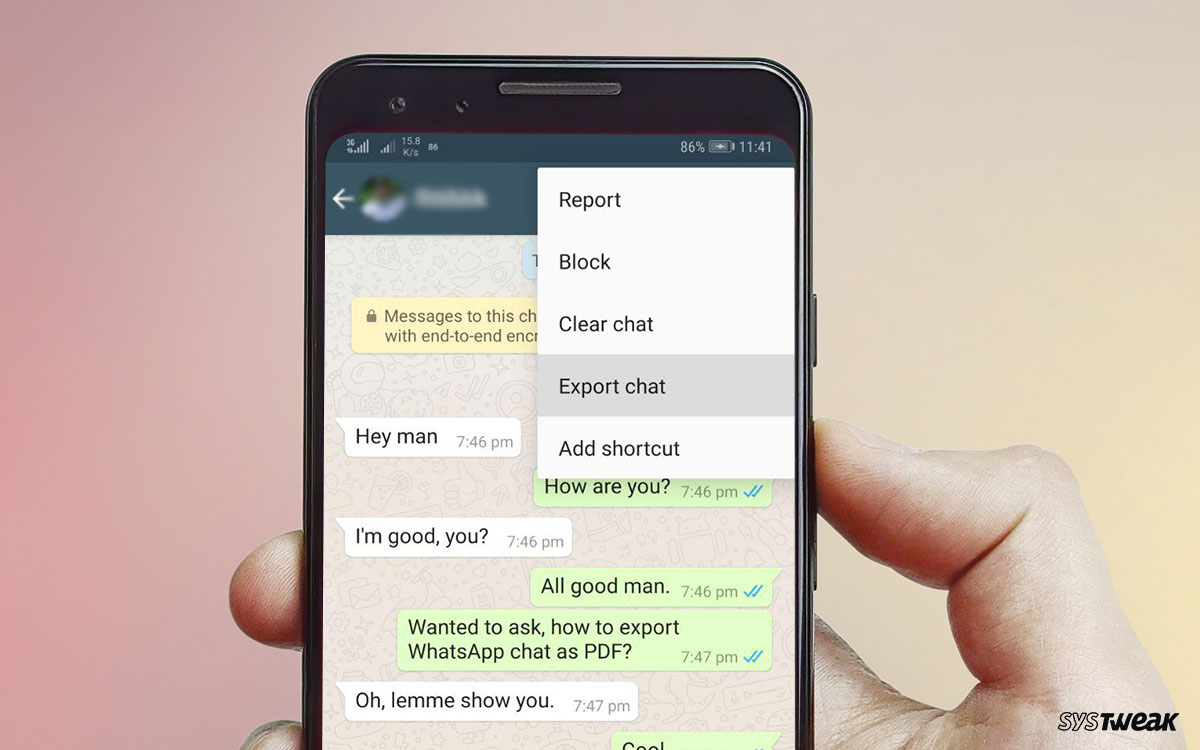 3G
15.8
K/s
86
86%
11:41
Report
Block
Clear chat
Export chat
Add shortcut
T
Messages to this ch
with end-to-end encr
Hey man 7:46 pm
How are you? 7:46 pm
I'm good, you? 7:46 pm
All good man. 7:46 pm
Wanted to ask, how to export
WhatsApp chat as PDF? 7:47 pm
Oh, lemme show you. 7:47 pm
Cool
SYSTWEAK